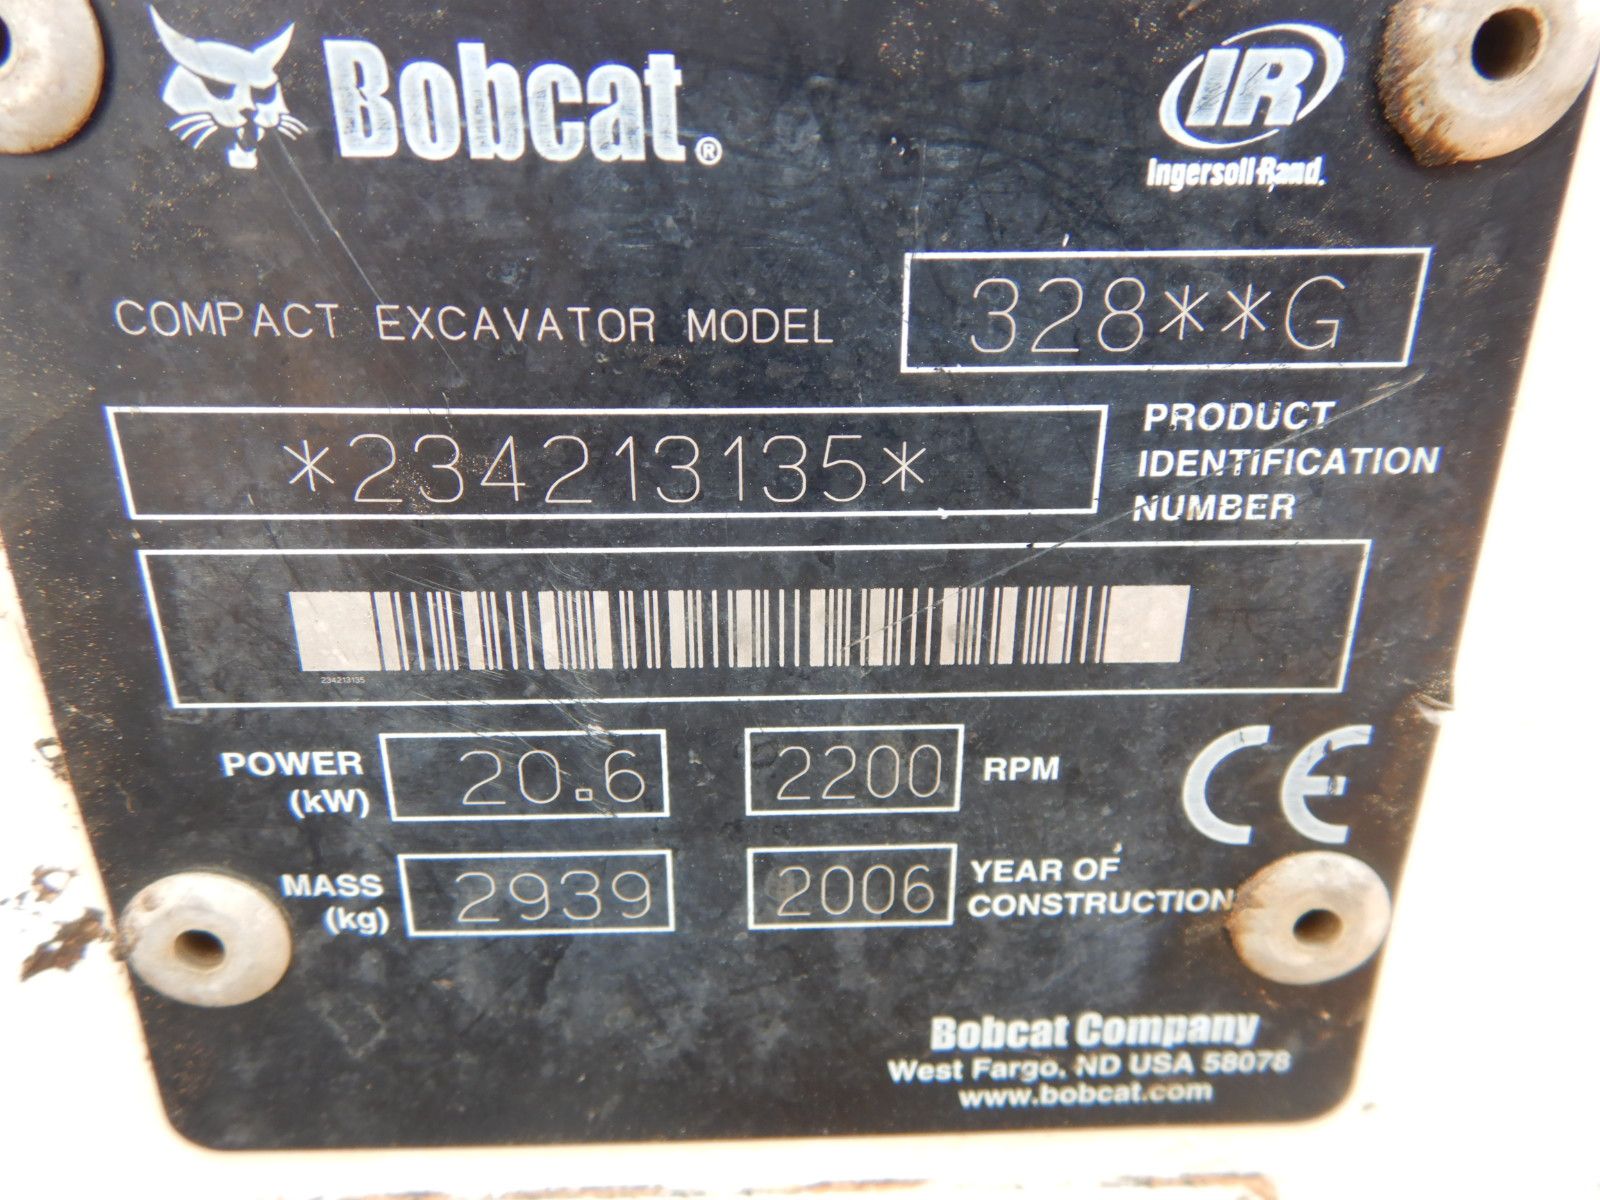 Bobcat®
IR
Ingersoll-Rand.
COMPACT EXCAVATOR MODEL 328**G
*234213135*
PRODUCT
IDENTIFICATION
NUMBER
234213135
POWER
(kW)
20.6
2200
RPM
MASS
(kg)
2939
2006
YEAR OF
CONSTRUCTION
CE
Bobcat Company
West Fargo, ND USA 58078
www.bobcat.com